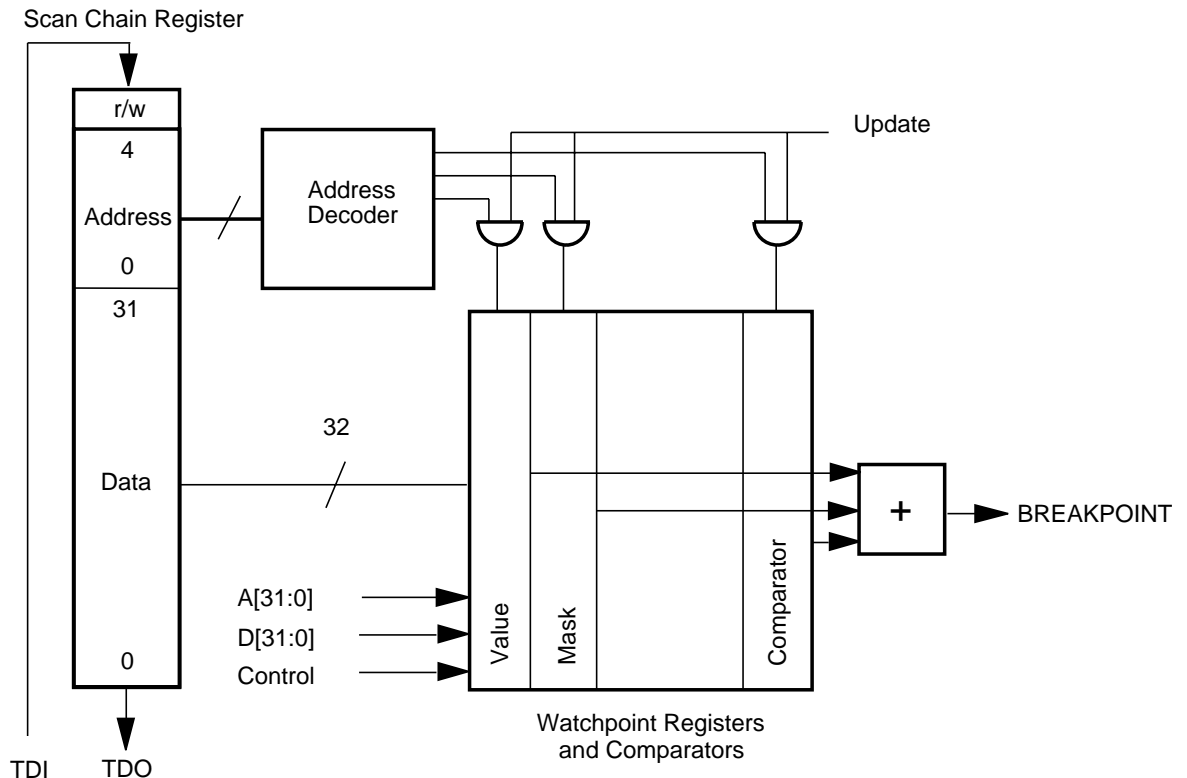 Scan Chain Register
r/w
4
Address
0
31
Data
0
TDI
TDO
Address
Decoder
Update
32
A[31:0]
D[31:0]
Control
Value
Mask
Comparator
+
BREAKPOINT
Watchpoint Registers
and Comparators